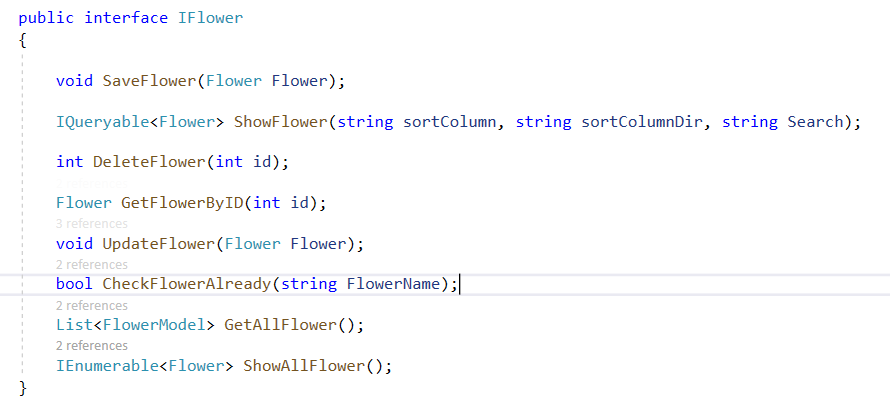 public interface IFlower
{
void SaveFlower(Flower Flower);
IQueryable<Flower> ShowFlower(string sortColumn, string sortColumnDir, string Search);
int DeleteFlower(int id);
Flower GetFlowerByID(int id);
3 references
void UpdateFlower(Flower Flower);
2 references
bool CheckFlowerAlready(string FlowerName);
2 references
List<FlowerModel> GetAllFlower();
2 references
IEnumerable<Flower> ShowAllFlower();
}